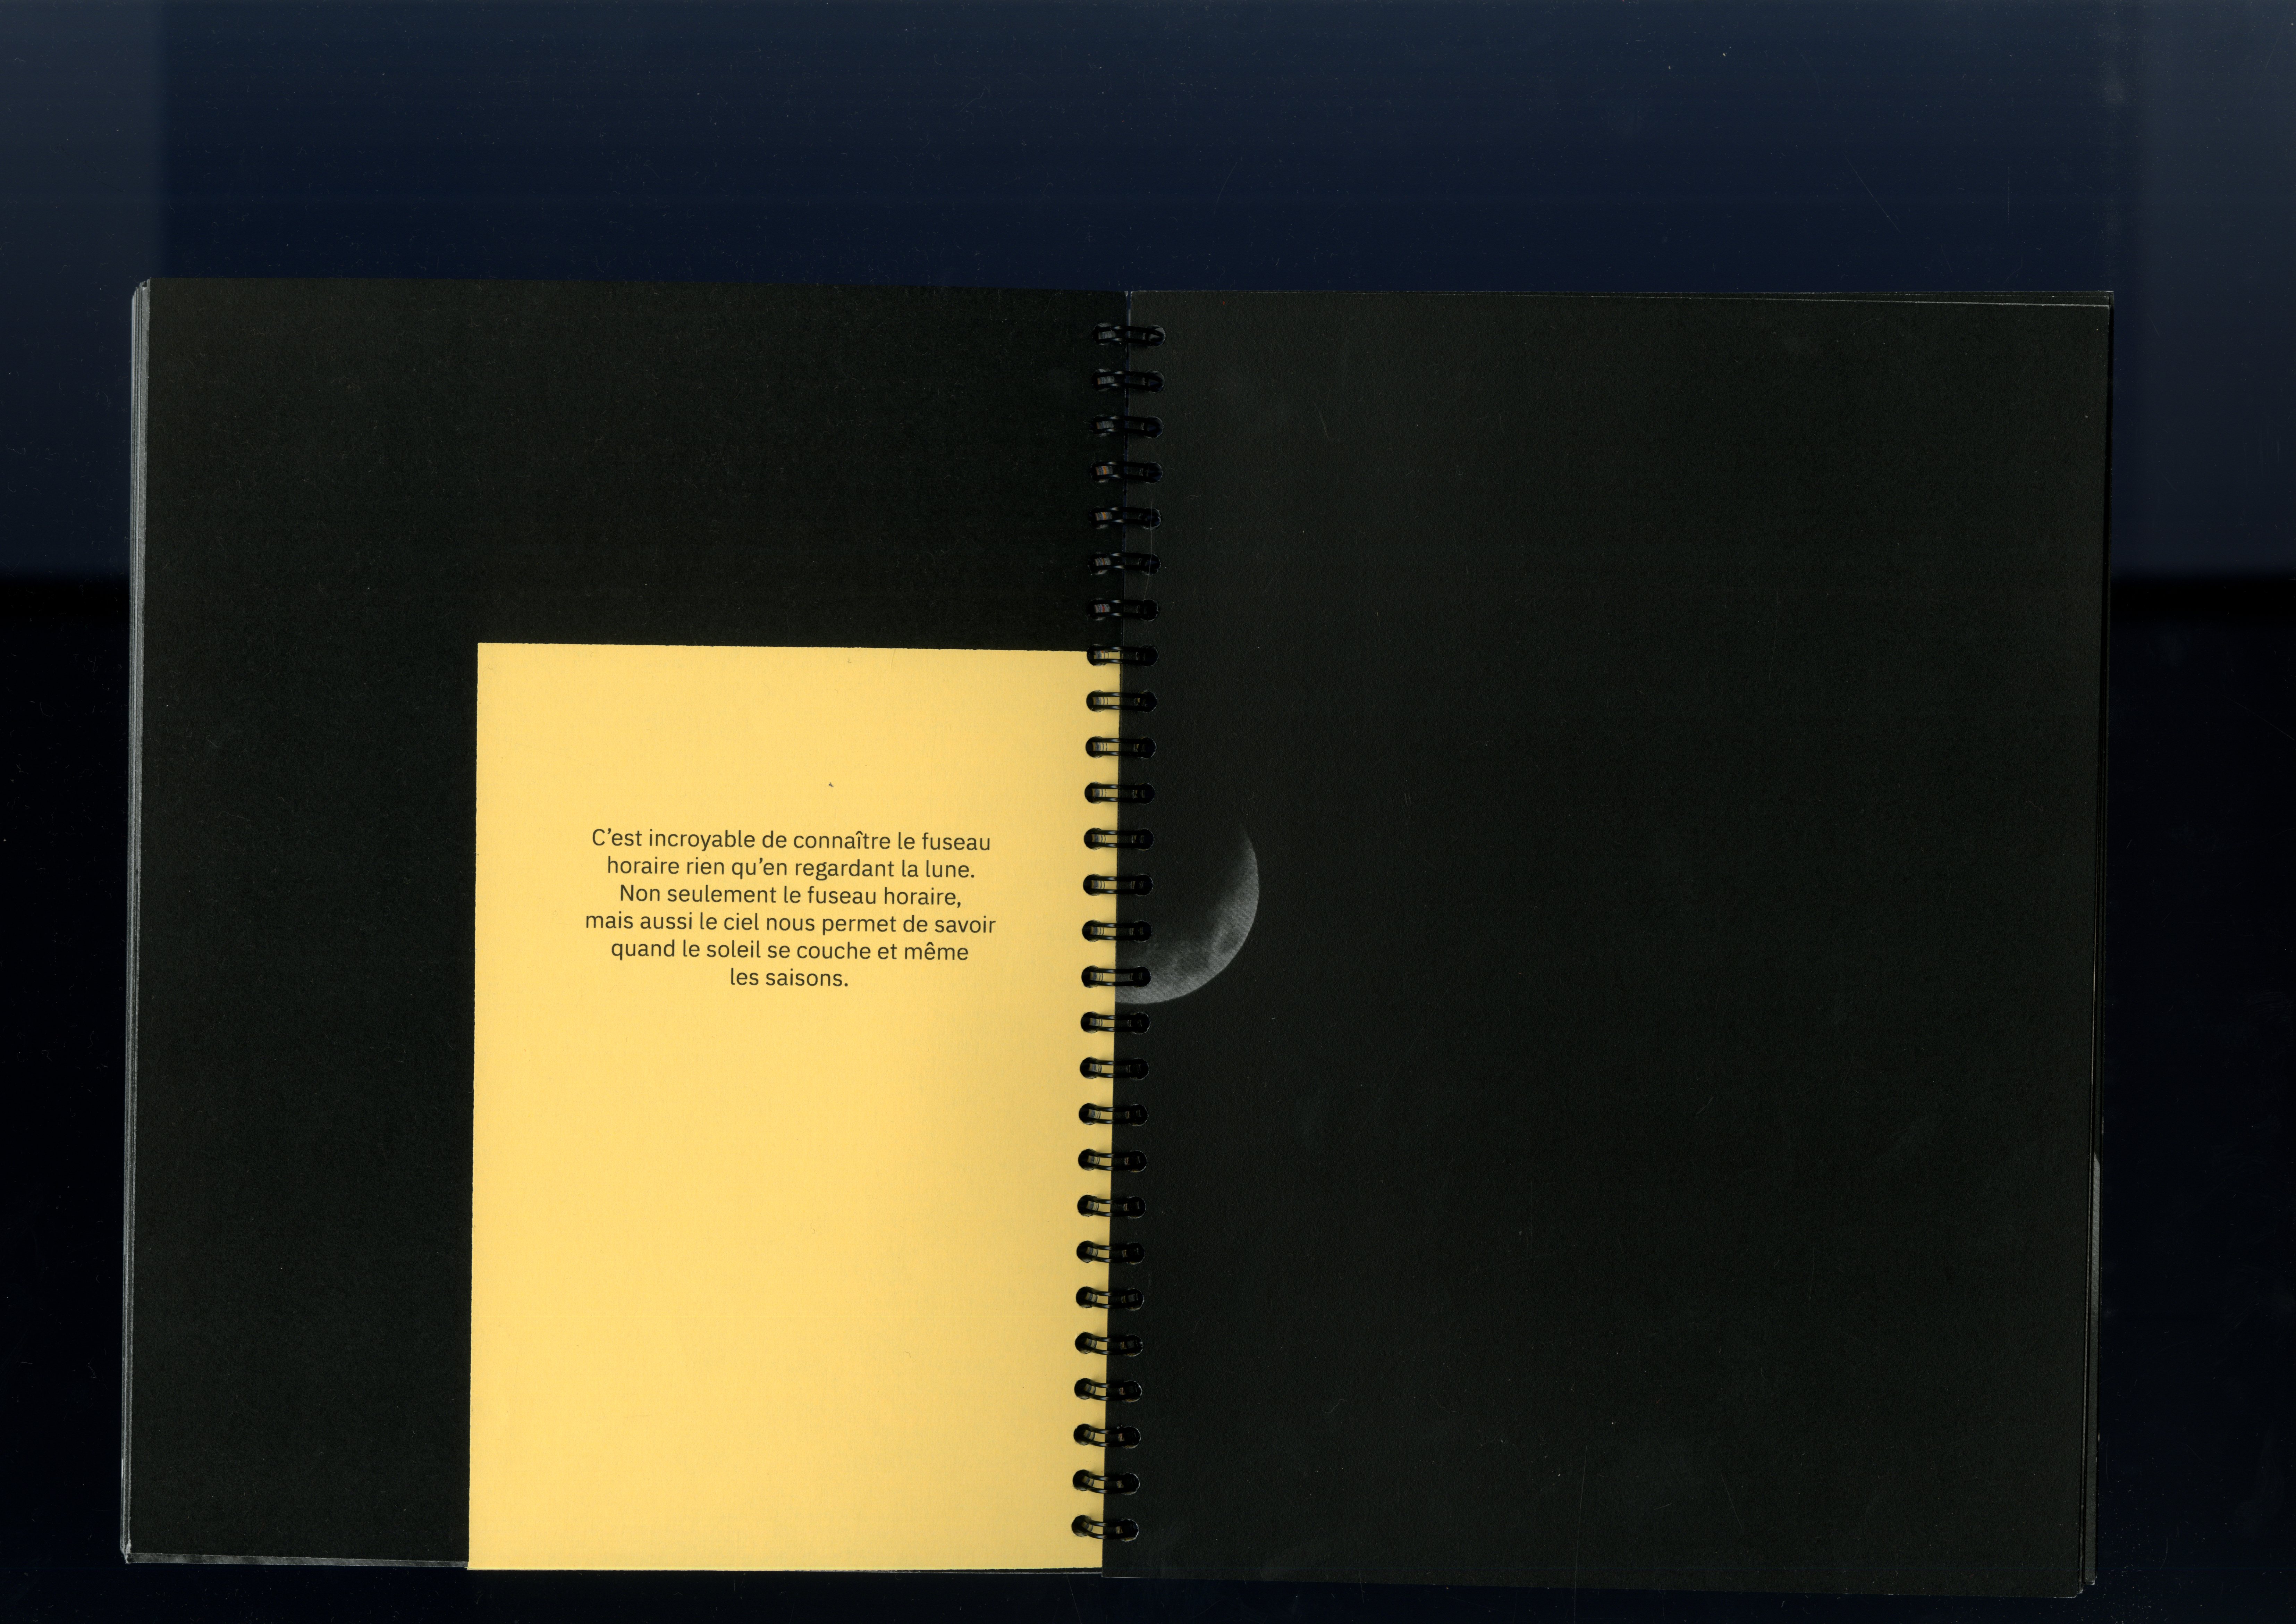 C’est incroyable de connaître le fuseau
horaire rien qu’en regardant la lune.
Non seulement le fuseau horaire,
mais aussi le ciel nous permet de savoir
quand le soleil se couche et même
les saisons.